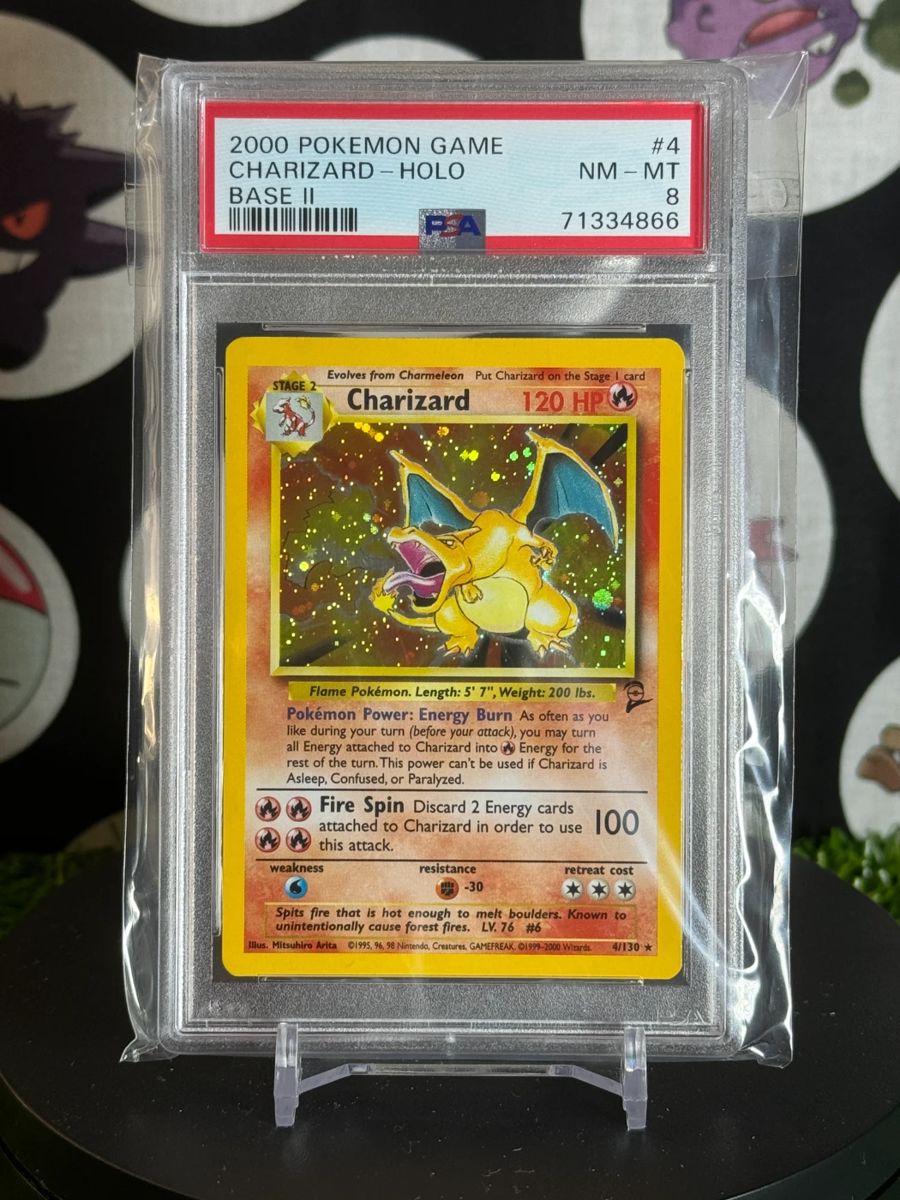 2000 POKEMON GAME #4
CHARIZARD - HOLO NM - MT
BASE II 8
PSA 71334866
Evolves from Charmeleon Put Charizard on the Stage 1 card
STAGE 2
Charizard 120 HP
Flame Pokémon. Length: 5' 7", Weight: 200 lbs.
Pokémon Power: Energy Burn As often as you
like during your turn (before your attack), you may turn
all Energy attached to Charizard into Energy for the
rest of the turn. This power can't be used if Charizard is
Asleep, Confused, or Paralyzed.
Fire Spin Discard 2 Energy cards
attached to Charizard in order to use 100
this attack.
weakness resistance retreat cost
-30
Spits fire that is hot enough to melt boulders. Known to
unintentionally cause forest fires. LV. 76 #6
Illus. Mitsuhiro Arita ©1995, 96, 98 Nintendo, Creatures, GAMEFREAK. ©1999-2000 Wizards. 4/130 ★